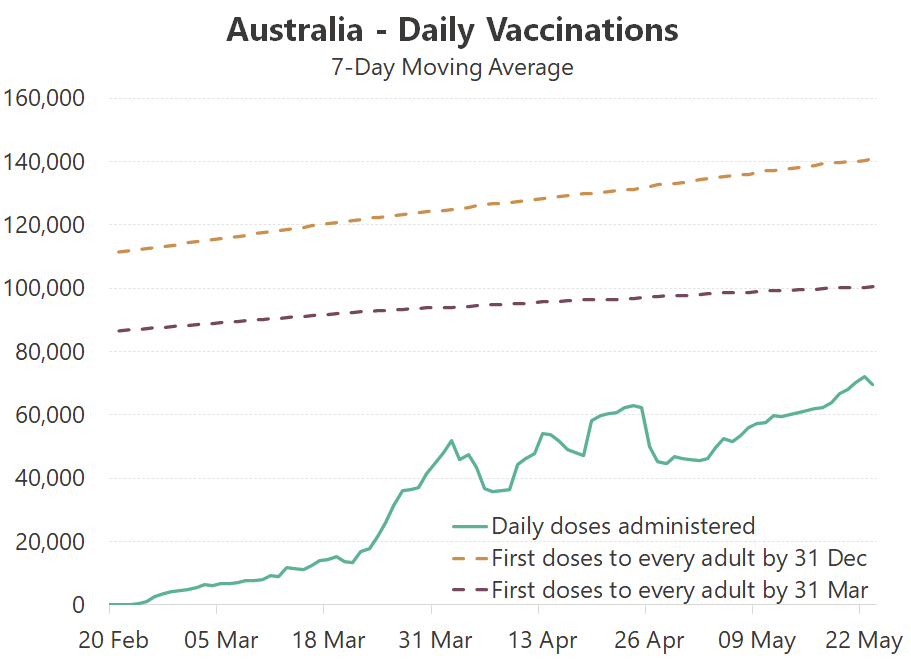 Australia - Daily Vaccinations
7-Day Moving Average
160,000
140,000
120,000
100,000
80,000
60,000
40,000
20,000
0
Daily doses administered
First doses to every adult by 31 Dec
First doses to every adult by 31 Mar
20 Feb 05 Mar 18 Mar 31 Mar 13 Apr 26 Apr 09 May 22 May